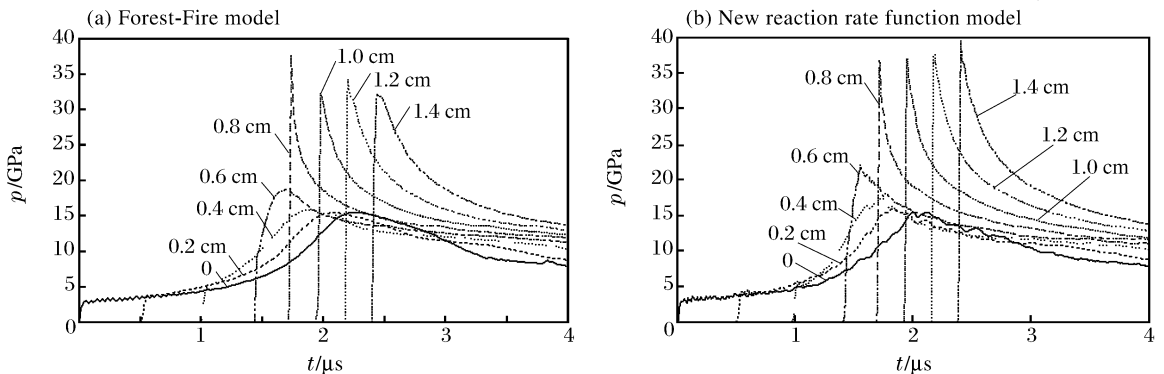 (a) Forest-Fire model
40
35
30
25
20
15
10
5
0
p/GPa
0.8 cm
1.0 cm
1.2 cm
1.4 cm
0.6 cm
0.4 cm
0.2 cm
0
0
1
2
3
4
t/μs
(b) New reaction rate function model
40
35
30
25
20
15
10
5
0
p/GPa
0.8 cm
1.4 cm
0.6 cm
1.2 cm
1.0 cm
0.4 cm
0.2 cm
0
0
1
2
3
4
t/μs